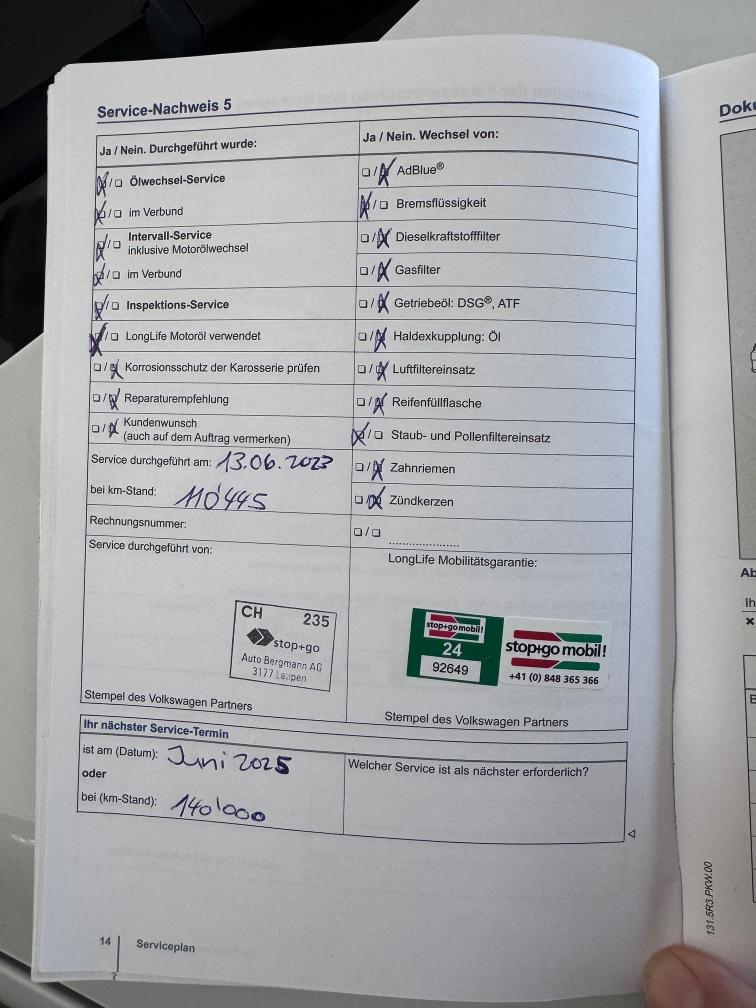 Service-Nachweis 5
Ja / Nein. Durchgeführt wurde:
Ölwechsel-Service
im Verbund
Intervall-Service
inklusive Motorölwechsel
im Verbund
Inspektions-Service
LongLife Motoröl verwendet
Korrosionsschutz der Karosserie prüfen
Reparaturempfehlung
Kundenwunsch
(auch auf dem Auftrag vermerken)
Service durchgeführt am: 13.06.2023
bei km-Stand: 110'445
Rechnungsnummer:
Service durchgeführt von:
CH 235
stop+go
Auto Bergmann AG
3177 Laupen
Stempel des Volkswagen Partners
Ja / Nein. Wechsel von:
AdBlue®
Bremsflüssigkeit
Dieselkraftstofffilter
Gasfilter
Getriebeöl: DSG®, ATF
Haldexkupplung: Öl
Luftfiltereinsatz
Reifenfüllflasche
Staub- und Pollenfiltereinsatz
Zahnriemen
Zündkerzen
....................
LongLife Mobilitätsgarantie:
stop+go mobil!
24
92649
stop+go mobil!
+41 (0) 848 365 366
Stempel des Volkswagen Partners
Ihr nächster Service-Termin
ist am (Datum): Juni 2025
oder
bei (km-Stand): 140'000
Welcher Service ist als nächster erforderlich?
14 Serviceplan
131.5R3.PKW.00
Doku
Ab
Ih